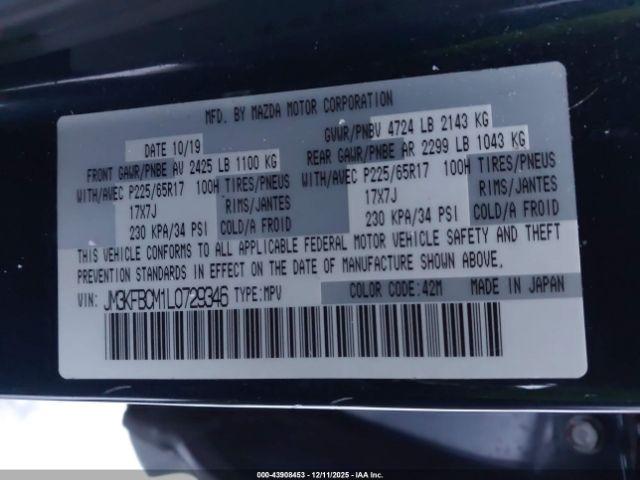 MFD. BY MAZDA MOTOR CORPORATION
DATE 10/19 GVWR/PNBV 4724 LB 2143 KG
FRONT GAWR/PNBE AV 2425 LB 1100 KG REAR GAWR/PNBE AR 2299 LB 1043 KG
WITH/AVEC P225/65R17 100H TIRES/PNEUS WITH/AVEC P225/65R17 100H TIRES/PNEUS
17X7J RIMS/JANTES 17X7J RIMS/JANTES
230 KPA/34 PSI COLD/A FROID 230 KPA/34 PSI COLD/A FROID
THIS VEHICLE CONFORMS TO ALL APPLICABLE FEDERAL MOTOR VEHICLE SAFETY AND THEFT
PREVENTION STANDARDS IN EFFECT ON THE DATE OF MANUFACTURE SHOWN ABOVE.
VIN: JM3KFBCM1L0729346 TYPE:MPV COLOR CODE:42M MADE IN JAPAN
000-43908453 - 12/11/2025 - IAA Inc.